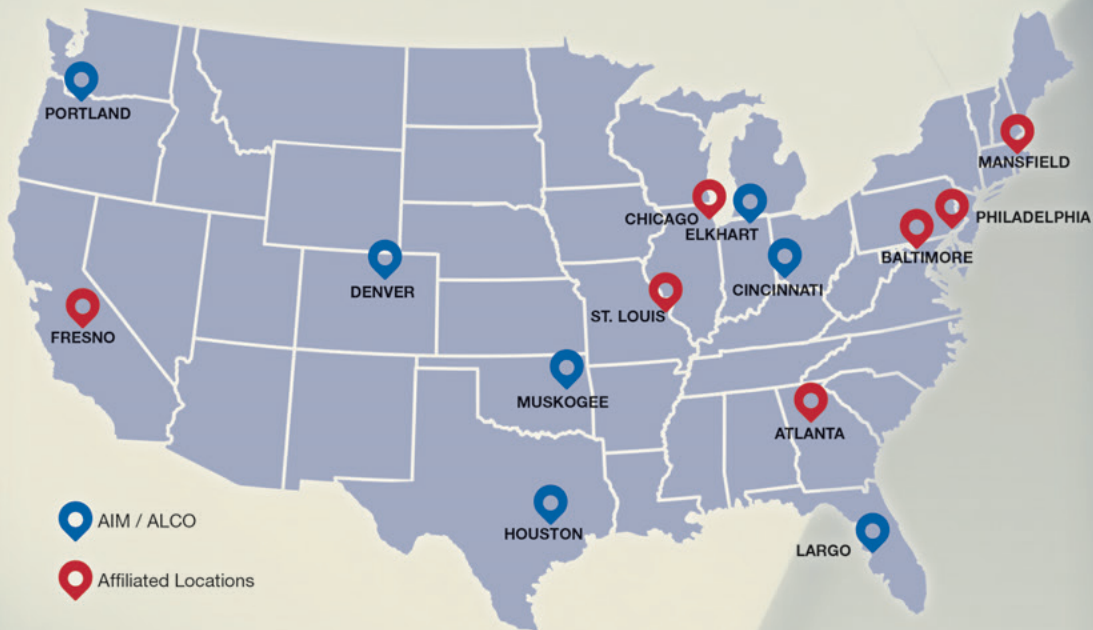 PORTLAND
MANSFIELD
CHICAGO
PHILADELPHIA
ELKHART
BALTIMORE
DENVER
CINCINNATI
ST. LOUIS
FRESNO
MUSKOGEE
ATLANTA
AIM / ALCO
HOUSTON
LARGO
Affiliated Locations